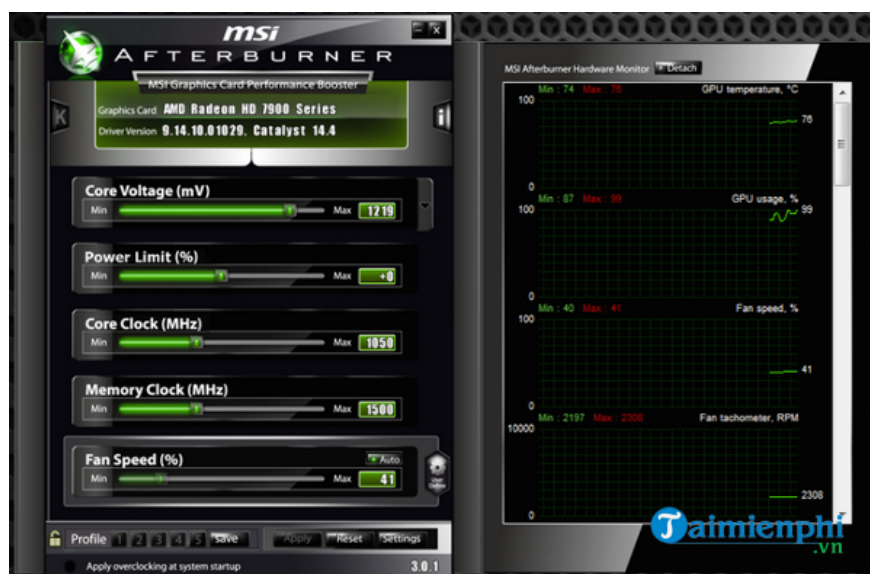 msi
AFTERBURNER
MSI Graphics Card Performance Booster
Graphics Card AMD Radeon HD 7900 Series
Driver Version 9.14.10.01029, Catalyst 14.4
K
i
Core Voltage (mV)
Min Max 1219
Power Limit (%)
Min Max +0
Core Clock (MHz)
Min Max 1050
Memory Clock (MHz)
Min Max 1500
Fan Speed (%)
Auto
Min Max 41
User Define
Profile 1 2 3 4 5 Save Apply Reset Settings
Apply overclocking at system startup 3.0.1
MSI Afterburner Hardware Monitor Detach
Min : 74 Max : 76 GPU temperature, °C
100
76
0
Min : 87 Max : 99 GPU usage, %
100
99
0
Min : 40 Max : 41 Fan speed, %
100
41
0
Min : 2197 Max : 2308 Fan tachometer, RPM
10000
2308
0
Taimienphi
.vn